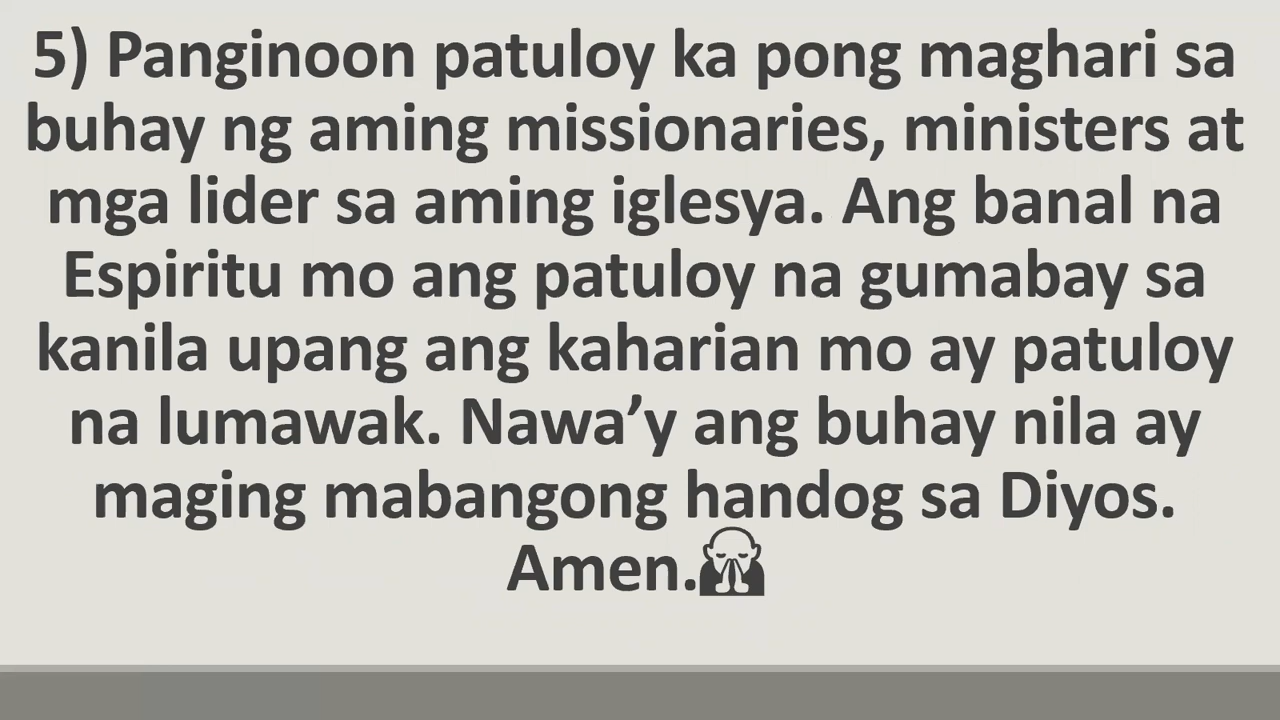 5) Panginoon patuloy ka pong maghari sa
buhay ng aming missionaries, ministers at
mga lider sa aming iglesya. Ang banal na
Espiritu mo ang patuloy na gumabay sa
kanila upang ang kaharian mo ay patuloy
na lumawak. Nawa’y ang buhay nila ay
maging mabangong handog sa Diyos.
Amen.